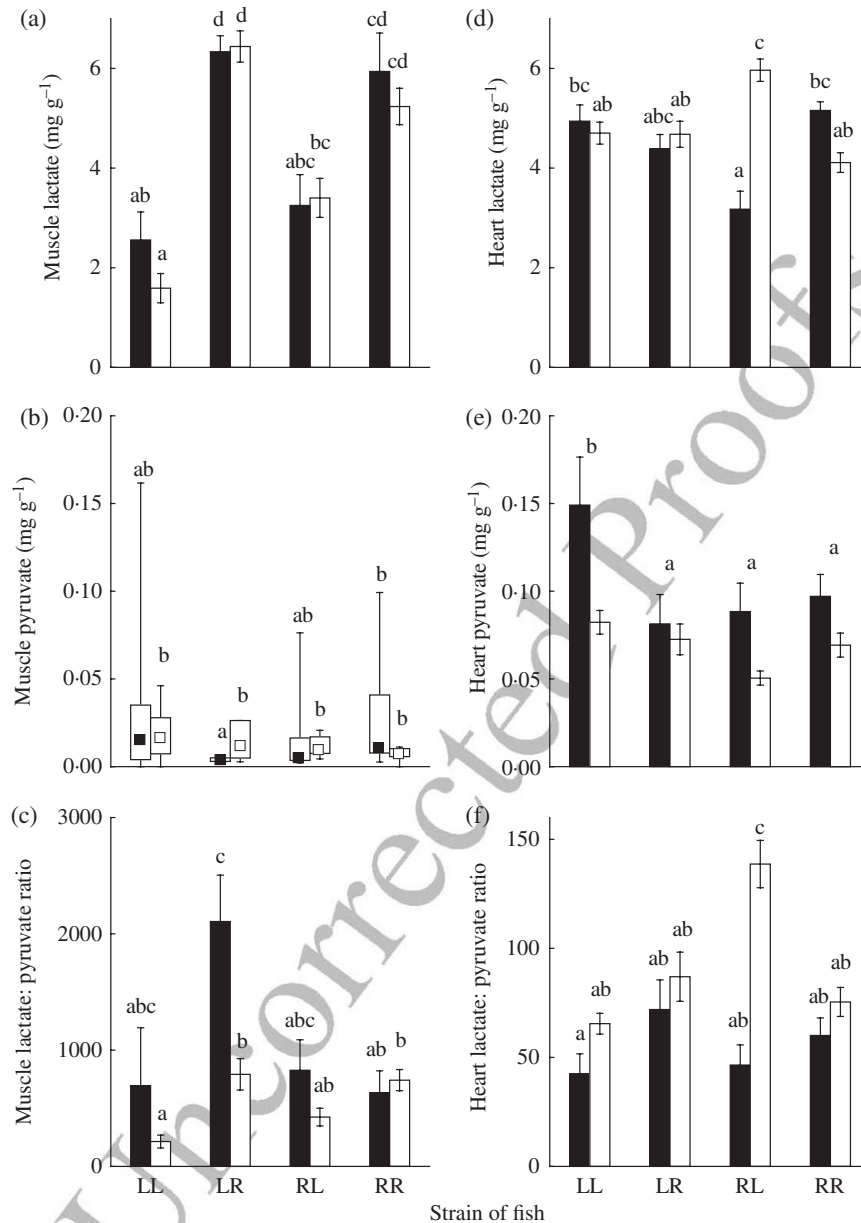 (a)
Muscle lactate (mg g⁻¹)
6
4
2
0
ab
a
d
d
abc
bc
cd
cd
(d)
Heart lactate (mg g⁻¹)
6
4
2
0
bc
ab
abc
ab
a
c
bc
ab
(b)
Muscle pyruvate (mg g⁻¹)
0·20
0·15
0·10
0·05
0·00
ab
b
a
b
ab
b
b
b
(e)
Heart pyruvate (mg g⁻¹)
0·20
0·15
0·10
0·05
0·00
b
a
a
a
(c)
Muscle lactate: pyruvate ratio
3000
2000
1000
0
abc
a
c
b
abc
ab
ab
b
LL LR RL RR
(f)
Heart lactate: pyruvate ratio
150
100
50
0
a
ab
ab
ab
ab
c
ab
ab
LL LR RL RR
Strain of fish
Uncorrected Proofs